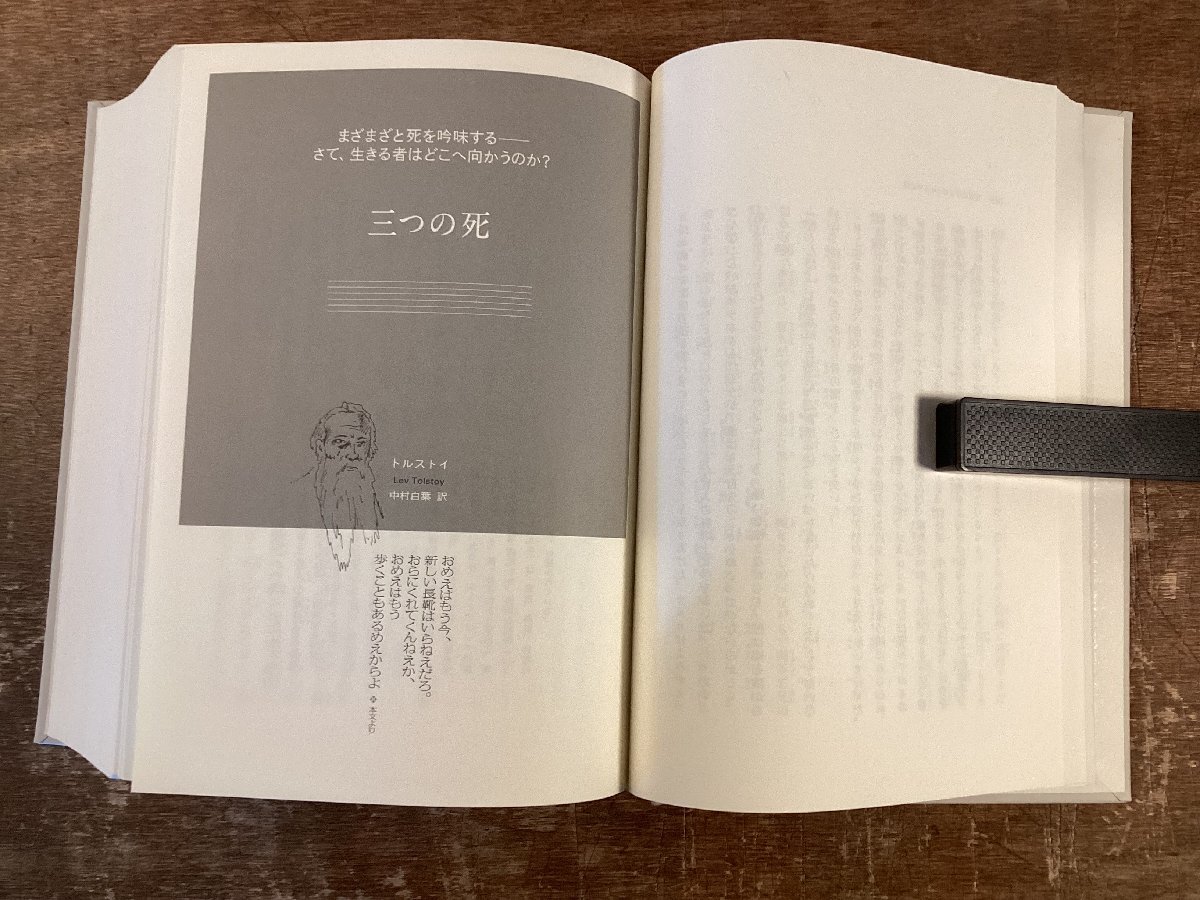 まざまざと死を吟味する——
さて、生きる者はどこへ向かうのか？
三つの死
トルストイ
Lev Tolstoy
中村白葉 訳
おめえはもう今、
新しい長靴はいらねえだろ。
おらにくれてくんねえか、
おめえはもう
歩くこともあるめえからよ
※ 本文より